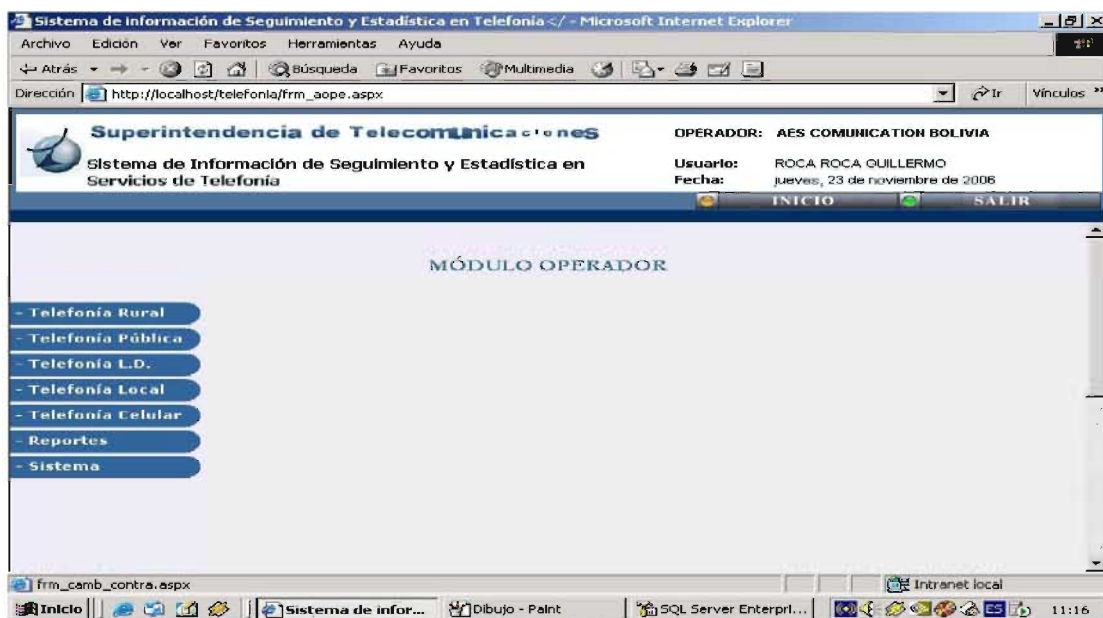 Sistema de Información de Seguimiento y Estadística en Telefonía</ - Microsoft Internet Explorer
Archivo Edición Ver Favoritos Herramientas Ayuda
Atrás Búsqueda Favoritos Multimedia
Dirección http://localhost/telefonia/frm_aope.aspx Ir Vínculos »
Superintendencia de Telecomunicaciones
Sistema de Información de Seguimiento y Estadística en
Servicios de Telefonía
OPERADOR: AES COMUNICATION BOLIVIA
Usuario: ROCA ROCA GUILLERMO
Fecha: jueves, 23 de noviembre de 2006
INICIO SALIR
MÓDULO OPERADOR
- Telefonía Rural
- Telefonía Pública
- Telefonía L.D.
- Telefonía Local
- Telefonía Celular
- Reportes
- Sistema
frm_camb_contra.aspx Intranet local
Inicio Sistema de infor... Dibujo - Paint SQL Server Enterpri... ES 11:16